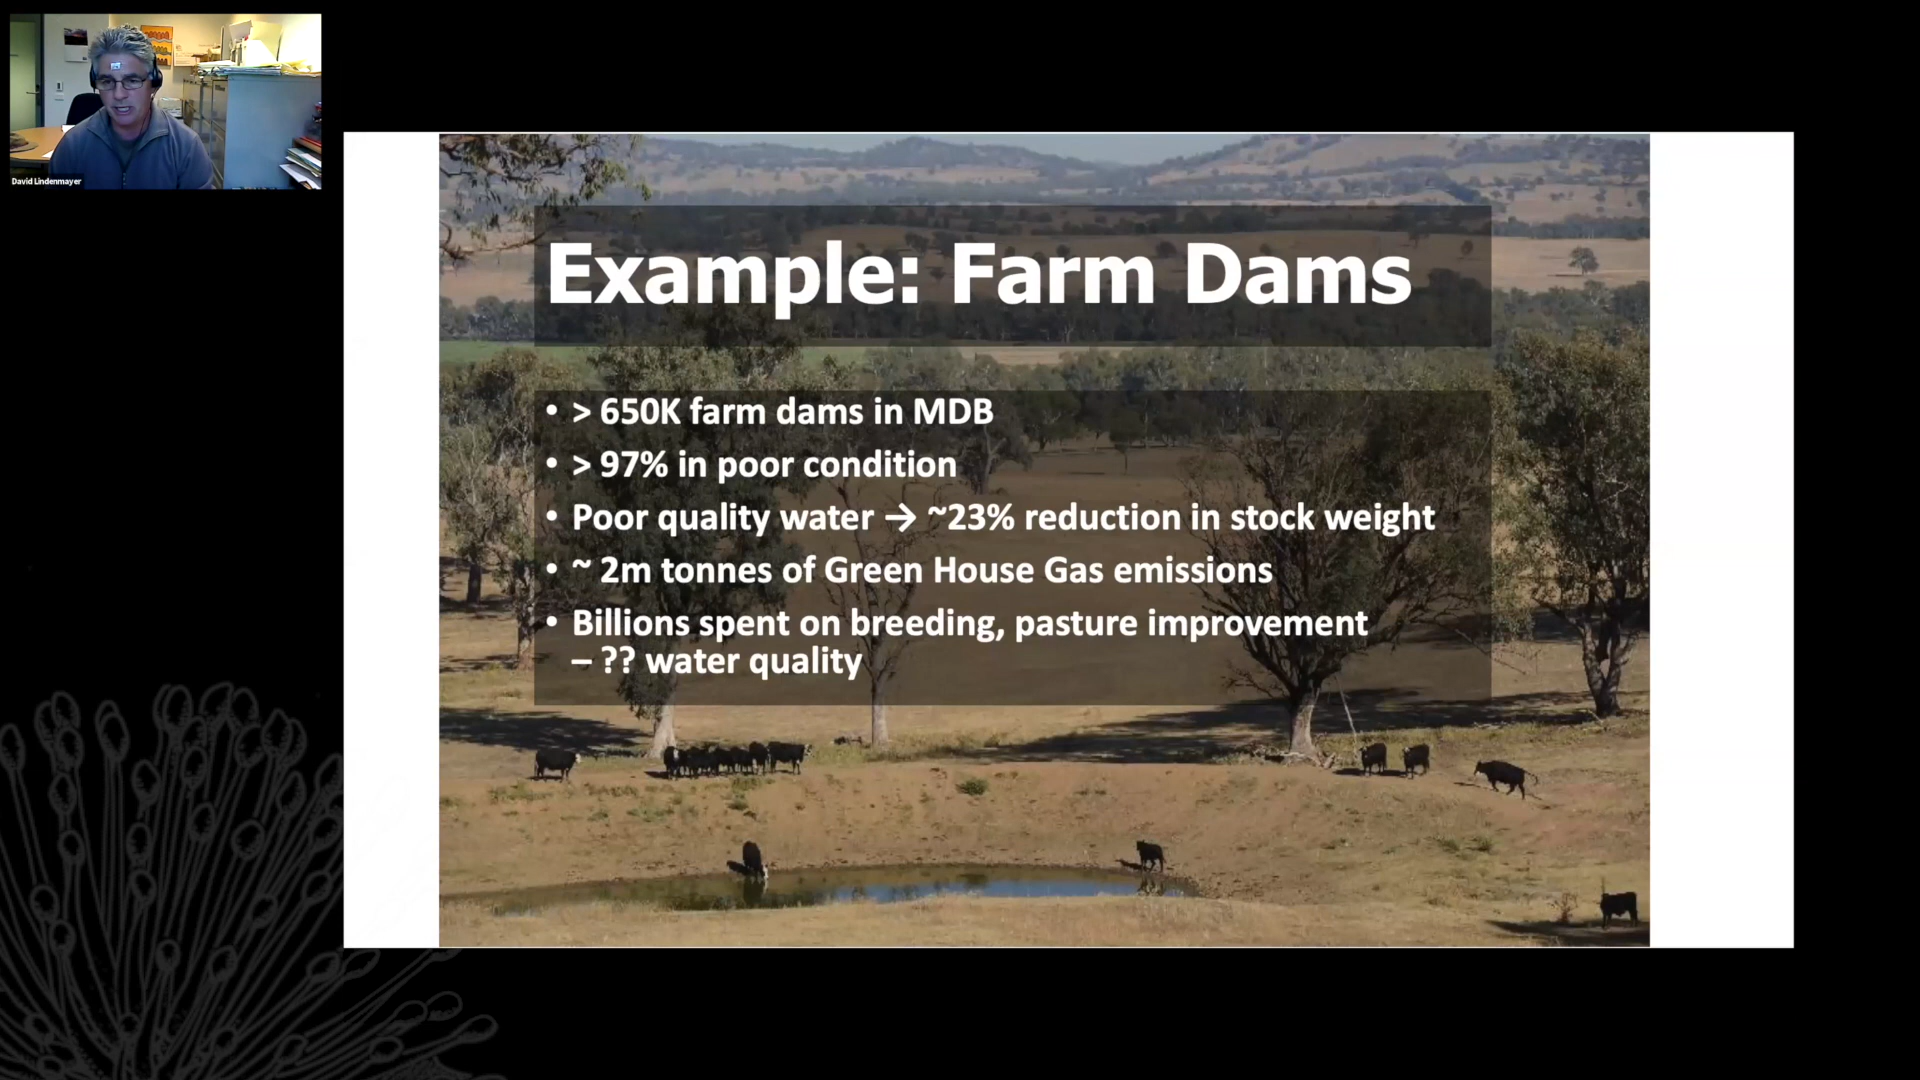 David Lindenmayer
Example: Farm Dams
• > 650K farm dams in MDB
• > 97% in poor condition
• Poor quality water → ~23% reduction in stock weight
• ~ 2m tonnes of Green House Gas emissions
• Billions spent on breeding, pasture improvement
– ?? water quality